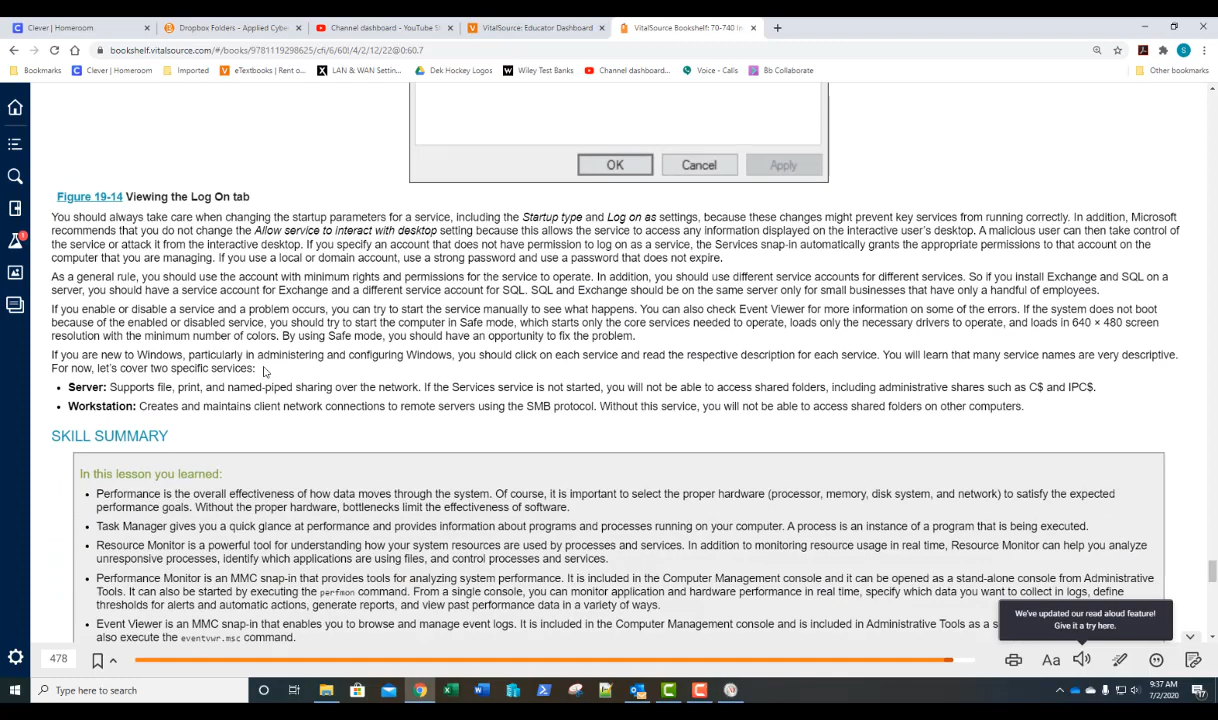 Clever | Homeroom
Dropbox Folders - Applied Cyber
Channel dashboard - YouTube St
VitalSource: Educator Dashboard
VitalSource Bookshelf: 70-740 In
bookshelf.vitalsource.com/#/books/9781119298625/cfi/6/60!/4/2/12/22@0:60.7
Bookmarks
Clever | Homeroom
Imported
eTextbooks | Rent o...
LAN & WAN Settin...
Dek Hockey Logos
Wiley Test Banks
Channel dashboard...
Voice - Calls
Bb Collaborate
Other bookmarks
OK Cancel Apply
Figure 19-14 Viewing the Log On tab
You should always take care when changing the startup parameters for a service, including the Startup type and Log on as settings, because these changes might prevent key services from running correctly. In addition, Microsoft
recommends that you do not change the Allow service to interact with desktop setting because this allows the service to access any information displayed on the interactive user's desktop. A malicious user can then take control of
the service or attack it from the interactive desktop. If you specify an account that does not have permission to log on as a service, the Services snap-in automatically grants the appropriate permissions to that account on the
computer that you are managing. If you use a local or domain account, use a strong password and use a password that does not expire.
As a general rule, you should use the account with minimum rights and permissions for the service to operate. In addition, you should use different service accounts for different services. So if you install Exchange and SQL on a
server, you should have a service account for Exchange and a different service account for SQL. SQL and Exchange should be on the same server only for small businesses that have only a handful of employees.
If you enable or disable a service and a problem occurs, you can try to start the service manually to see what happens. You can also check Event Viewer for more information on some of the errors. If the system does not boot
because of the enabled or disabled service, you should try to start the computer in Safe mode, which starts only the core services needed to operate, loads only the necessary drivers to operate, and loads in 640 × 480 screen
resolution with the minimum number of colors. By using Safe mode, you should have an opportunity to fix the problem.
If you are new to Windows, particularly in administering and configuring Windows, you should click on each service and read the respective description for each service. You will learn that many service names are very descriptive.
For now, let's cover two specific services:
• Server: Supports file, print, and named-piped sharing over the network. If the Services service is not started, you will not be able to access shared folders, including administrative shares such as C$ and IPC$.
• Workstation: Creates and maintains client network connections to remote servers using the SMB protocol. Without this service, you will not be able to access shared folders on other computers.
SKILL SUMMARY
In this lesson you learned:
• Performance is the overall effectiveness of how data moves through the system. Of course, it is important to select the proper hardware (processor, memory, disk system, and network) to satisfy the expected
performance goals. Without the proper hardware, bottlenecks limit the effectiveness of software.
• Task Manager gives you a quick glance at performance and provides information about programs and processes running on your computer. A process is an instance of a program that is being executed.
• Resource Monitor is a powerful tool for understanding how your system resources are used by processes and services. In addition to monitoring resource usage in real time, Resource Monitor can help you analyze
unresponsive processes, identify which applications are using files, and control processes and services.
• Performance Monitor is an MMC snap-in that provides tools for analyzing system performance. It is included in the Computer Management console and it can be opened as a stand-alone console from Administrative
Tools. It can also be started by executing the perfmon command. From a single console, you can monitor application and hardware performance in real time, specify which data you want to collect in logs, define
thresholds for alerts and automatic actions, generate reports, and view past performance data in a variety of ways.
• Event Viewer is an MMC snap-in that enables you to browse and manage event logs. It is included in the Computer Management console and is included in Administrative Tools as a s
also execute the eventvwr.msc command.
We've updated our read aloud feature!
Give it a try here.
478
Aa
Type here to search
9:37 AM
7/2/2020